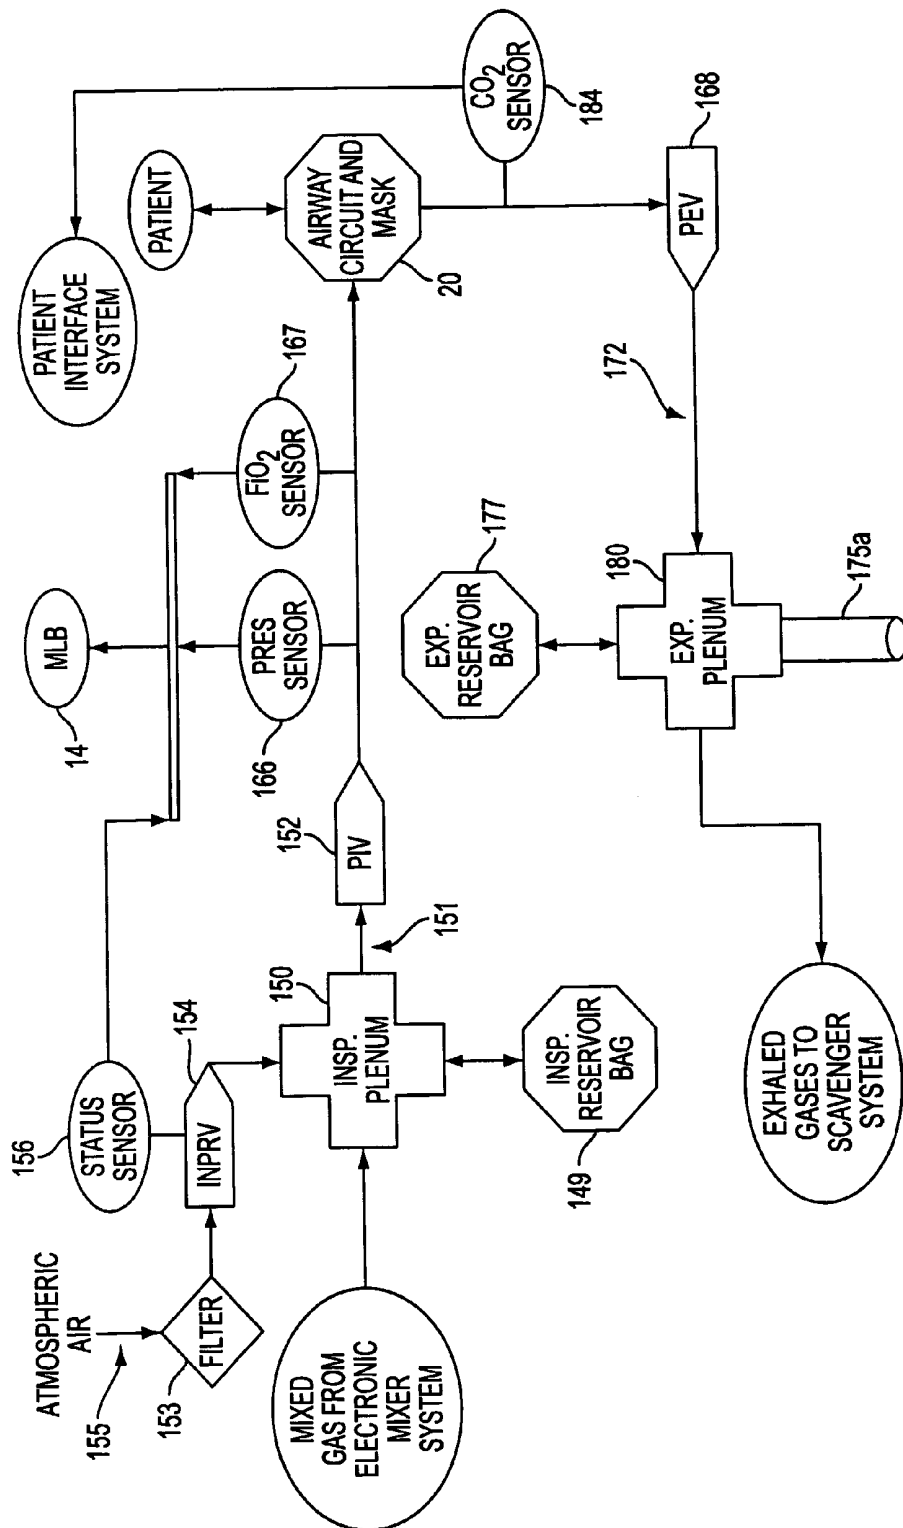 ATMOSPHERIC
AIR
155
FILTER
153
INPRV
154
STATUS
SENSOR
156
MIXED
GAS FROM
ELECTRONIC
MIXER
SYSTEM
INSP.
PLENUM
150
INSP.
RESERVOIR
BAG
149
151
PIV
152
MLB
14
PRES
SENSOR
166
FiO2
SENSOR
167
PATIENT
INTERFACE
SYSTEM
PATIENT
AIRWAY
CIRCUIT AND
MASK
20
CO2
SENSOR
184
PEV
168
172
EXP.
RESERVOIR
BAG
177
EXP.
PLENUM
180
175a
EXHALED
GASES TO
SCAVENGER
SYSTEM